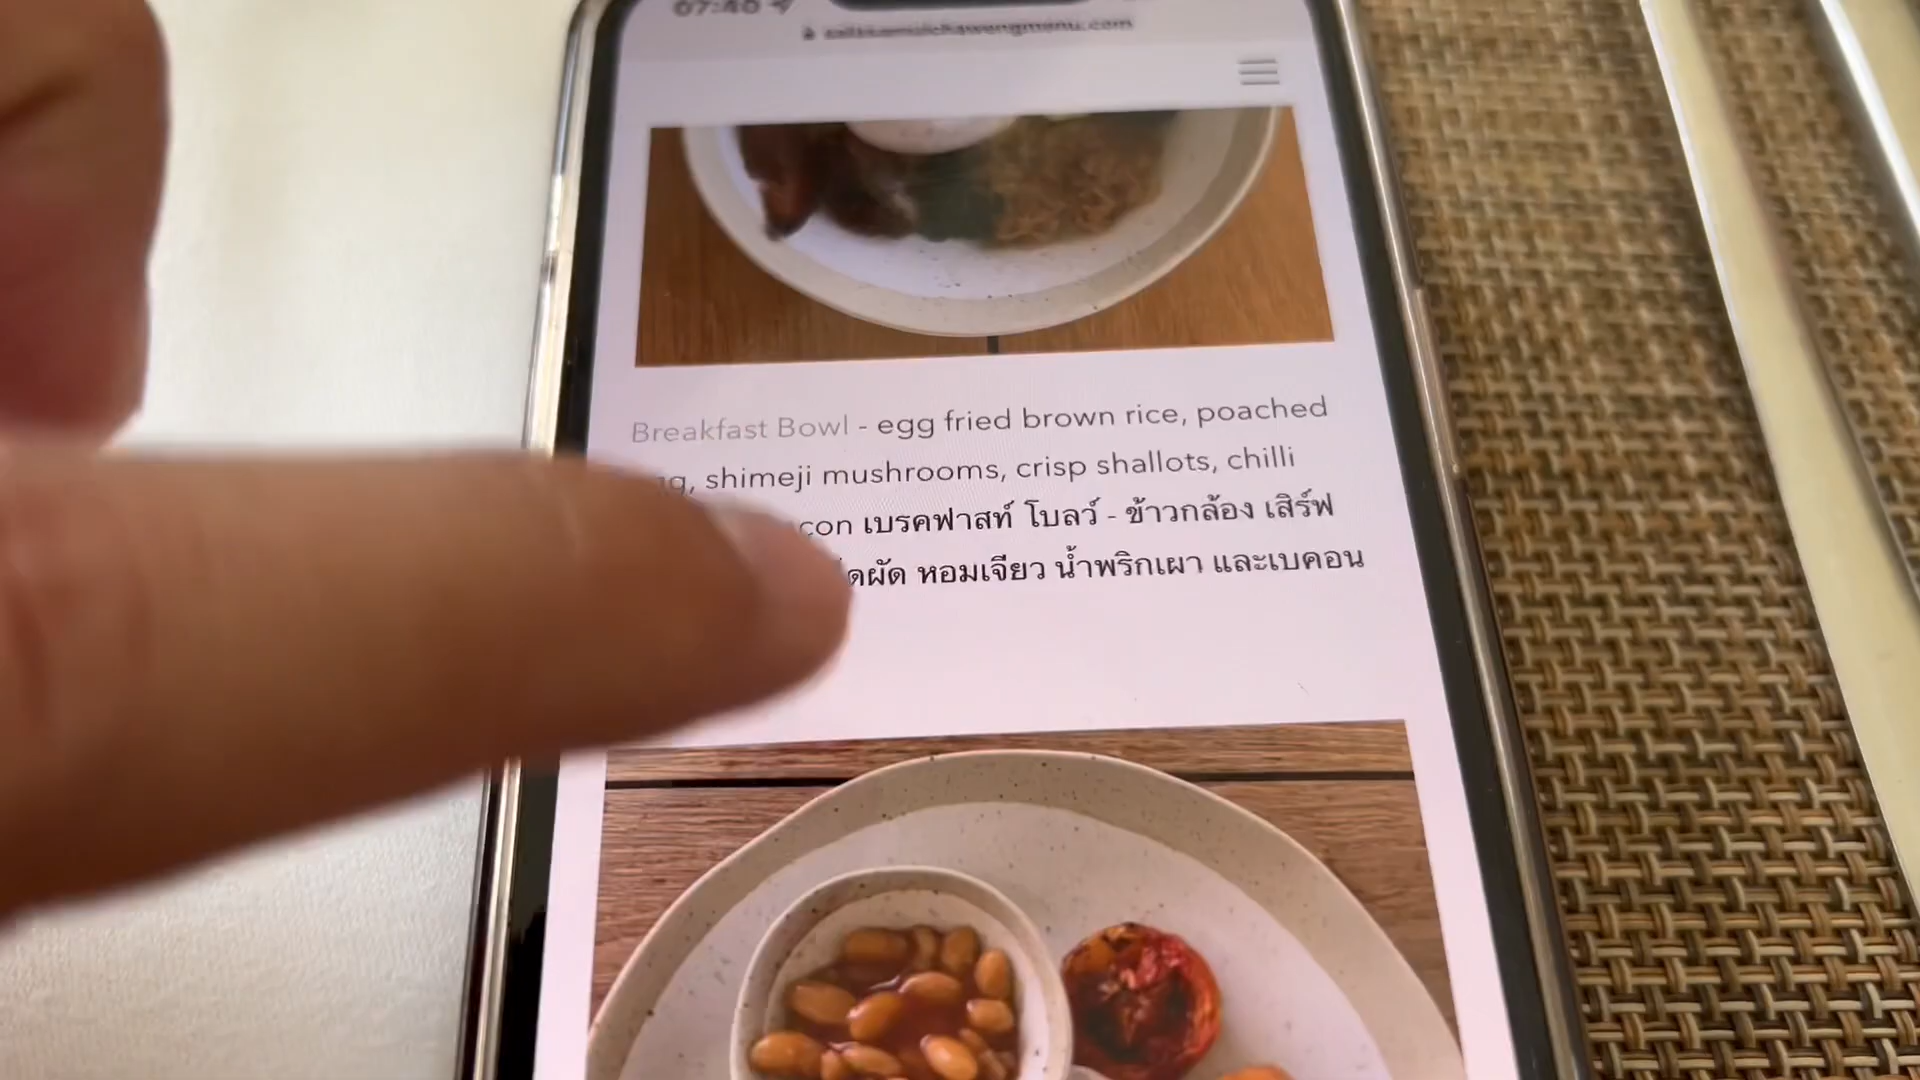 07:40
Breakfast Bowl - egg fried brown rice, poached
shimeji mushrooms, crisp shallots, chilli
เบรคฟาสท์ โบลว์ - ข้าวกล้อง เสิร์ฟ
หอมเจียว น้ำพริกเผา และเบคอน